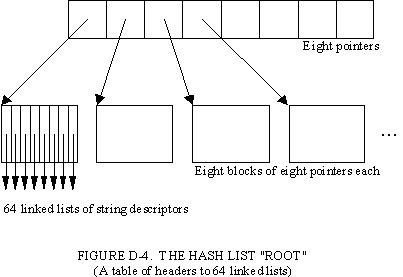 Eight pointers
...
Eight blocks of eight pointers each
64 linked lists of string descriptors
FIGURE D-4. THE HASH LIST "ROOT"
(A table of headers to 64 linked lists)